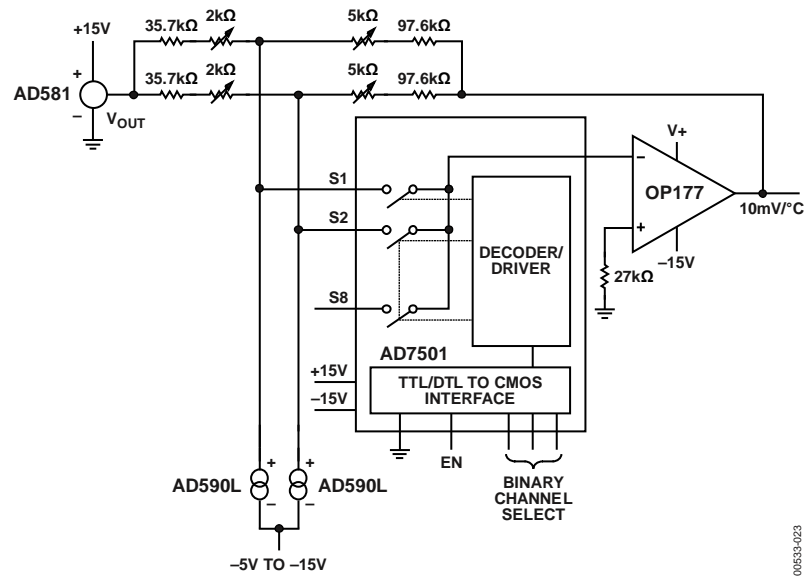 +15V
35.7kΩ
2kΩ
5kΩ
97.6kΩ
+
AD581
–
VOUT
35.7kΩ
2kΩ
5kΩ
97.6kΩ
V+
–
OP177
+
10mV/°C
–15V
27kΩ
S1
S2
S8
DECODER/
DRIVER
AD7501
+15V
–15V
TTL/DTL TO CMOS
INTERFACE
EN
BINARY
CHANNEL
SELECT
AD590L
+
–
+
–
AD590L
–5V TO –15V
00533-023